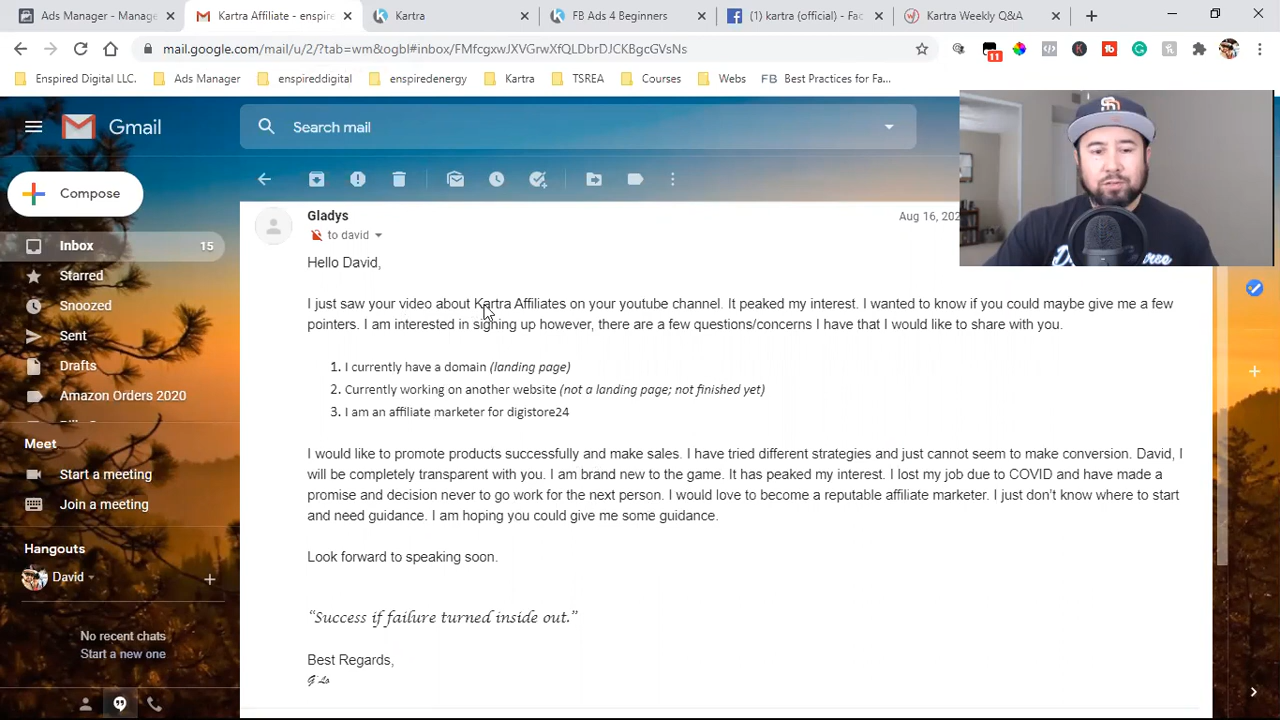 Ads Manager - Manage
Kartra Affiliate - enspire
Kartra
FB Ads 4 Beginners
(1) kartra (official) - Fac
Kartra Weekly Q&A
mail.google.com/mail/u/2/?tab=wm&ogbl#inbox/FMfcgxwJXVGrwXfQLDbrDJCKBgcGVsNs
11
Enspired Digital LLC.
Ads Manager
enspireddigital
enspiredenergy
Kartra
TSREA
Courses
Webs
FB Best Practices for Fa...
Gmail
Search mail
Compose
Inbox 15
Starred
Snoozed
Sent
Drafts
Amazon Orders 2020
Meet
Start a meeting
Join a meeting
Hangouts
David
No recent chats
Start a new one
Gladys
Aug 16, 202
to david
Hello David,
I just saw your video about Kartra Affiliates on your youtube channel. It peaked my interest. I wanted to know if you could maybe give me a few
pointers. I am interested in signing up however, there are a few questions/concerns I have that I would like to share with you.
1. I currently have a domain (landing page)
2. Currently working on another website (not a landing page; not finished yet)
3. I am an affiliate marketer for digistore24
I would like to promote products successfully and make sales. I have tried different strategies and just cannot seem to make conversion. David, I
will be completely transparent with you. I am brand new to the game. It has peaked my interest. I lost my job due to COVID and have made a
promise and decision never to go work for the next person. I would love to become a reputable affiliate marketer. I just don't know where to start
and need guidance. I am hoping you could give me some guidance.
Look forward to speaking soon.
“Success if failure turned inside out.”
Best Regards,